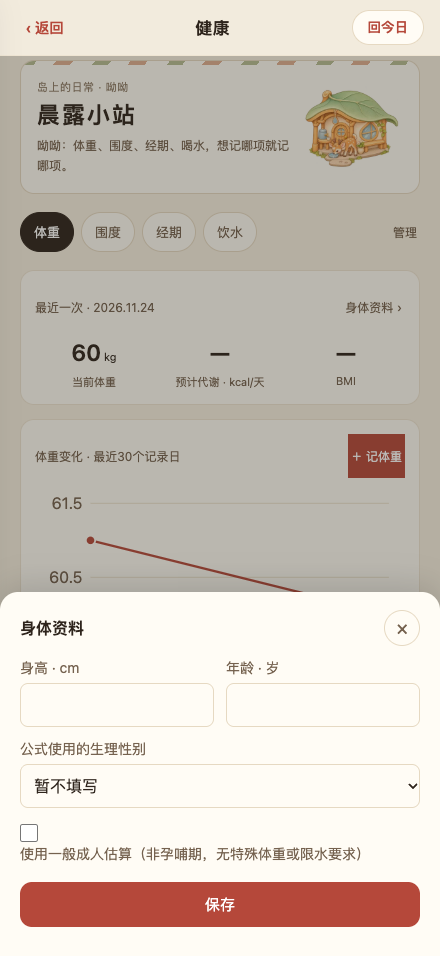 ‹ 返回
健康
回今日
岛上的日常 · 呦呦
晨露小站
呦呦：体重、围度、经期、喝水，想记哪项就记
哪项。
体重
围度
经期
饮水
管理
最近一次 · 2026.11.24
身体资料 ›
60 kg
—
—
当前体重
预计代谢 · kcal/天
BMI
体重变化 · 最近30个记录日
+ 记体重
61.5
60.5
身体资料
×
身高 · cm
年龄 · 岁
公式使用的生理性别
暂不填写
使用一般成人估算（非孕哺期，无特殊体重或限水要求）
保存